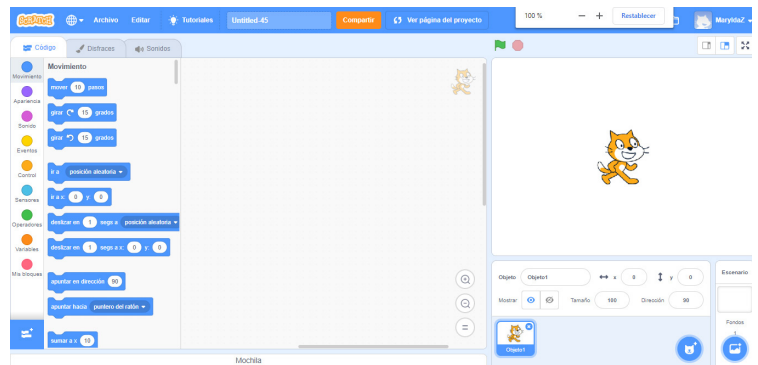 SCRATCH Archivo Editar Tutoriales Untitled-45 Compartir Ver página del proyecto 100 % − + Restablecer MaryldaZ
Código Disfraces Sonidos
Movimiento
Apariencia
Sonido
Eventos
Control
Sensores
Operadores
Variables
Mis bloques
Movimiento
mover 10 pasos
girar 15 grados
girar 15 grados
ir a posición aleatoria
ir a x: 0 y: 0
deslizar en 1 segs a posición aleatoria
deslizar en 1 segs a x: 0 y: 0
apuntar en dirección 90
apuntar hacia puntero del ratón
sumar a x 10
Mochila
Objeto Objeto1 x 0 y 0
Mostrar Tamaño 100 Dirección 90
Objeto1
Escenario
Fondos
1